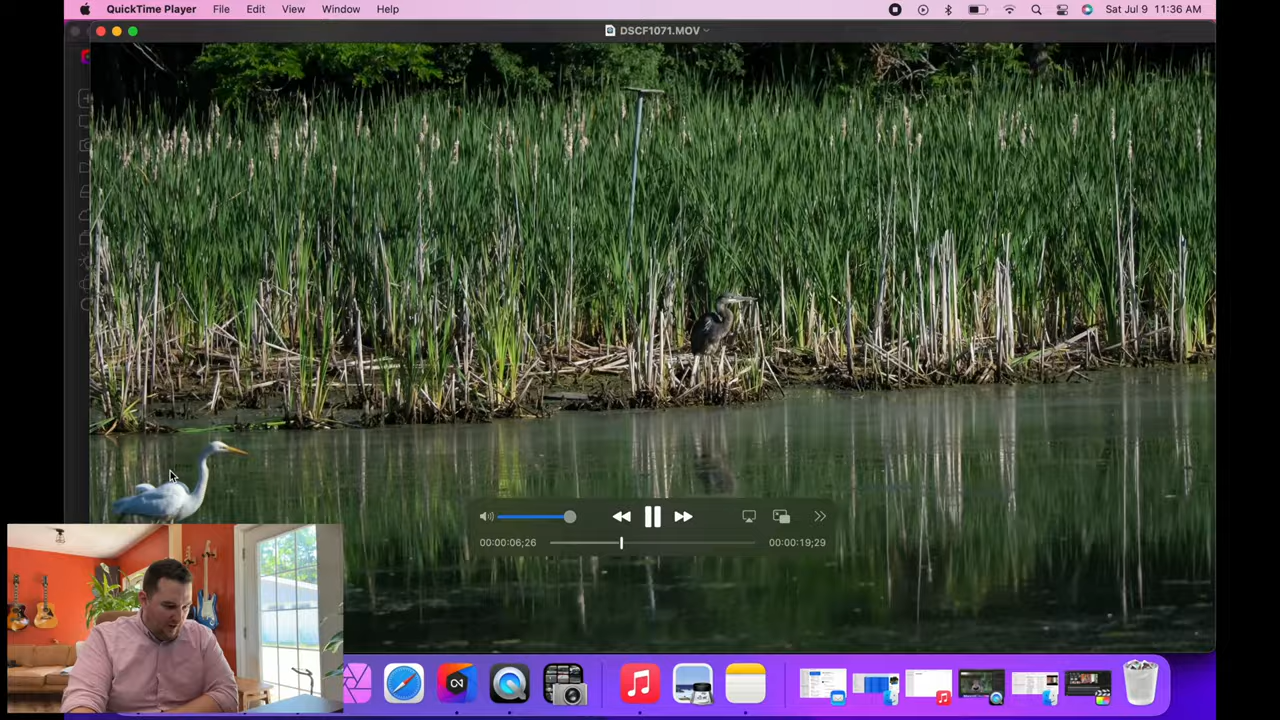 QuickTime Player File Edit View Window Help Sat Jul 9 11:36 AM
DSCF1071.MOV
00:00:06;26 00:00:19;29